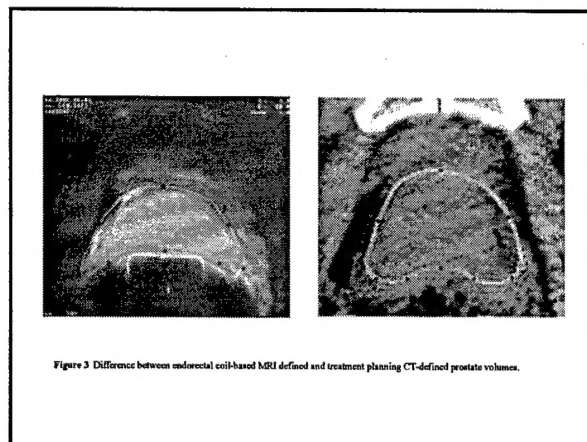 Figure 3 Difference between endorectal coil-based MRI defined and treatment planning CT-defined prostate volumes.